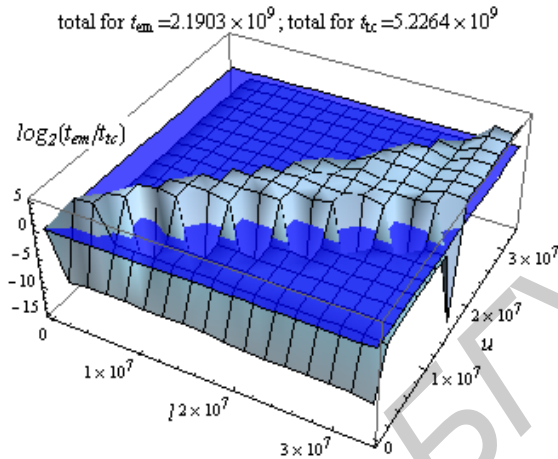 total for t_em =2.1903 × 10^9 ; total for t_tc =5.2264 × 10^9
log_2(t_em/t_tc)
5
0
-5
-10
-15
0
1 × 10^7
l
2 × 10^7
3 × 10^7
0
1 × 10^7
2 × 10^7
u
3 × 10^7
БГУ